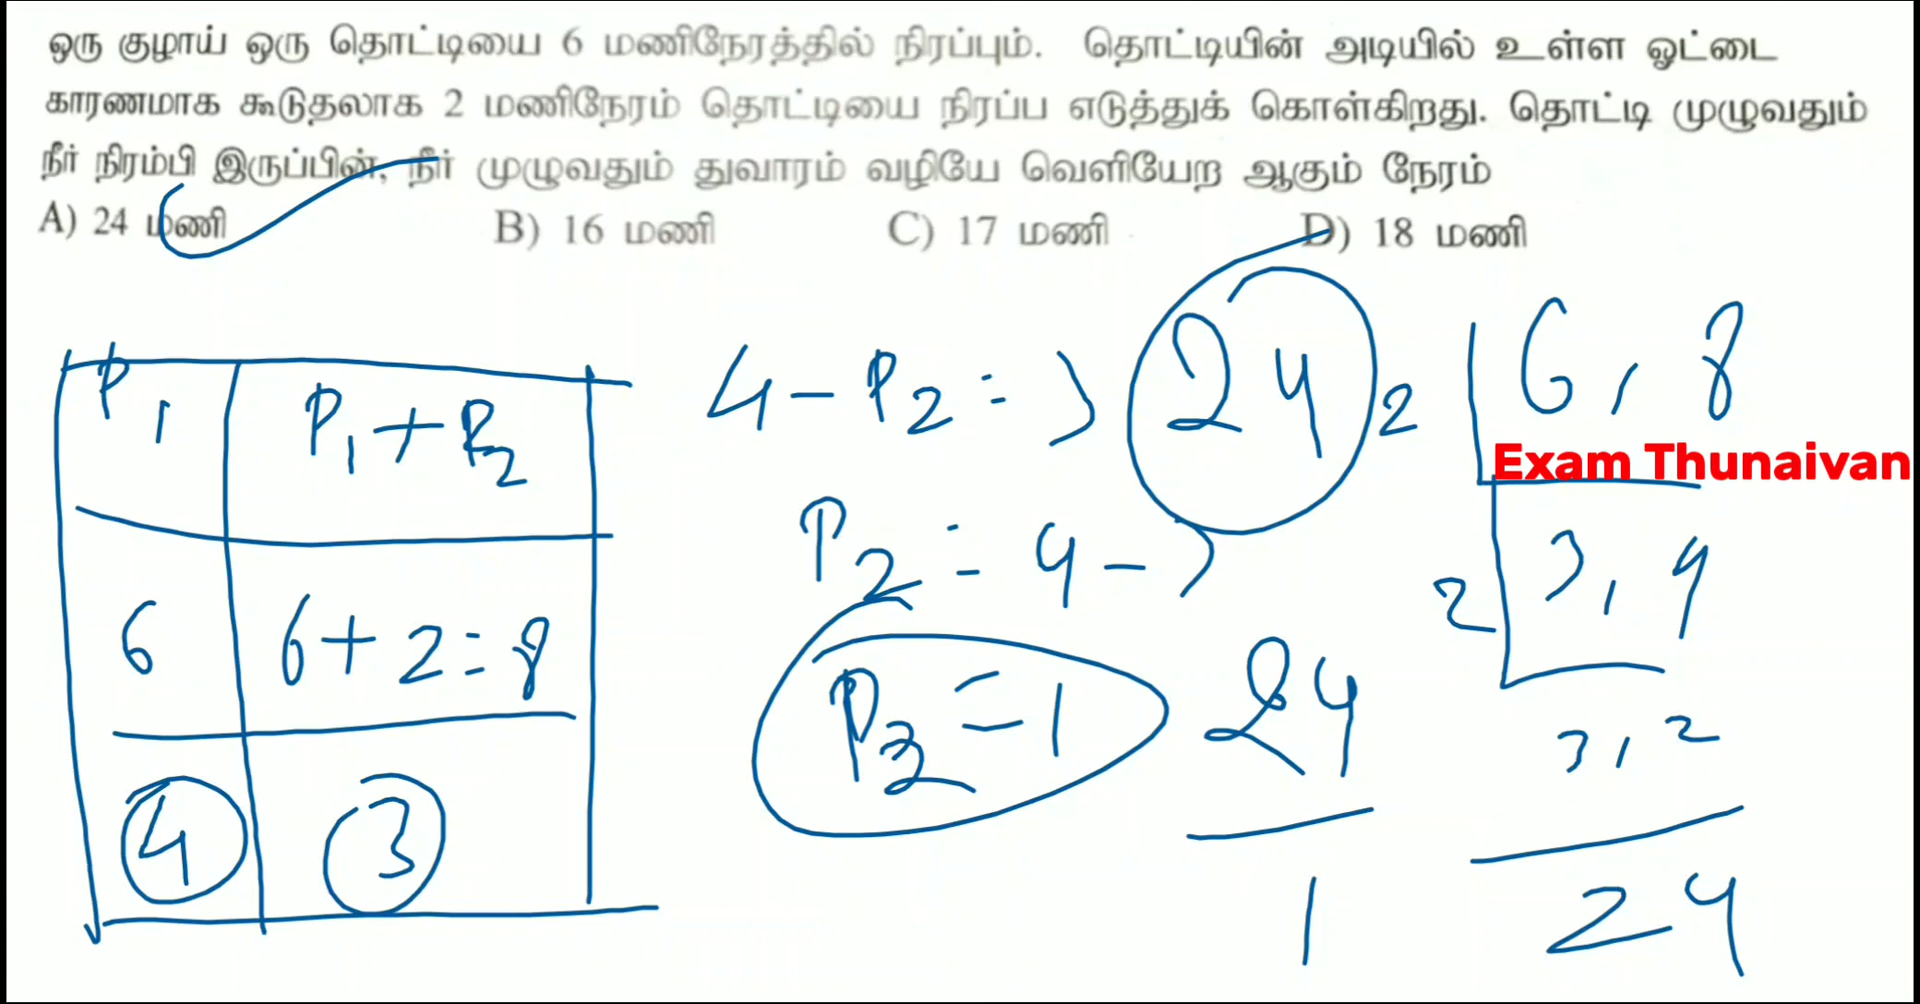 ஒரு குழாய் ஒரு தொட்டியை 6 மணிநேரத்தில் நிரப்பும். தொட்டியின் அடியில் உள்ள ஓட்டை
காரணமாக கூடுதலாக 2 மணிநேரம் தொட்டியை நிரப்ப எடுத்துக் கொள்கிறது. தொட்டி முழுவதும்
நீர் நிரம்பி இருப்பின், நீர் முழுவதும் துவாரம் வழியே வெளியேற ஆகும் நேரம்
A) 24 மணி B) 16 மணி C) 17 மணி D) 18 மணி
P1 P1 + P2
6 6 + 2 = 8
4 3
4 - P2 = 3
P2 = 4 - 3
P2 = 1
24
24
1
2 6, 8
Exam Thunaivan
2 3, 4
3, 2
24